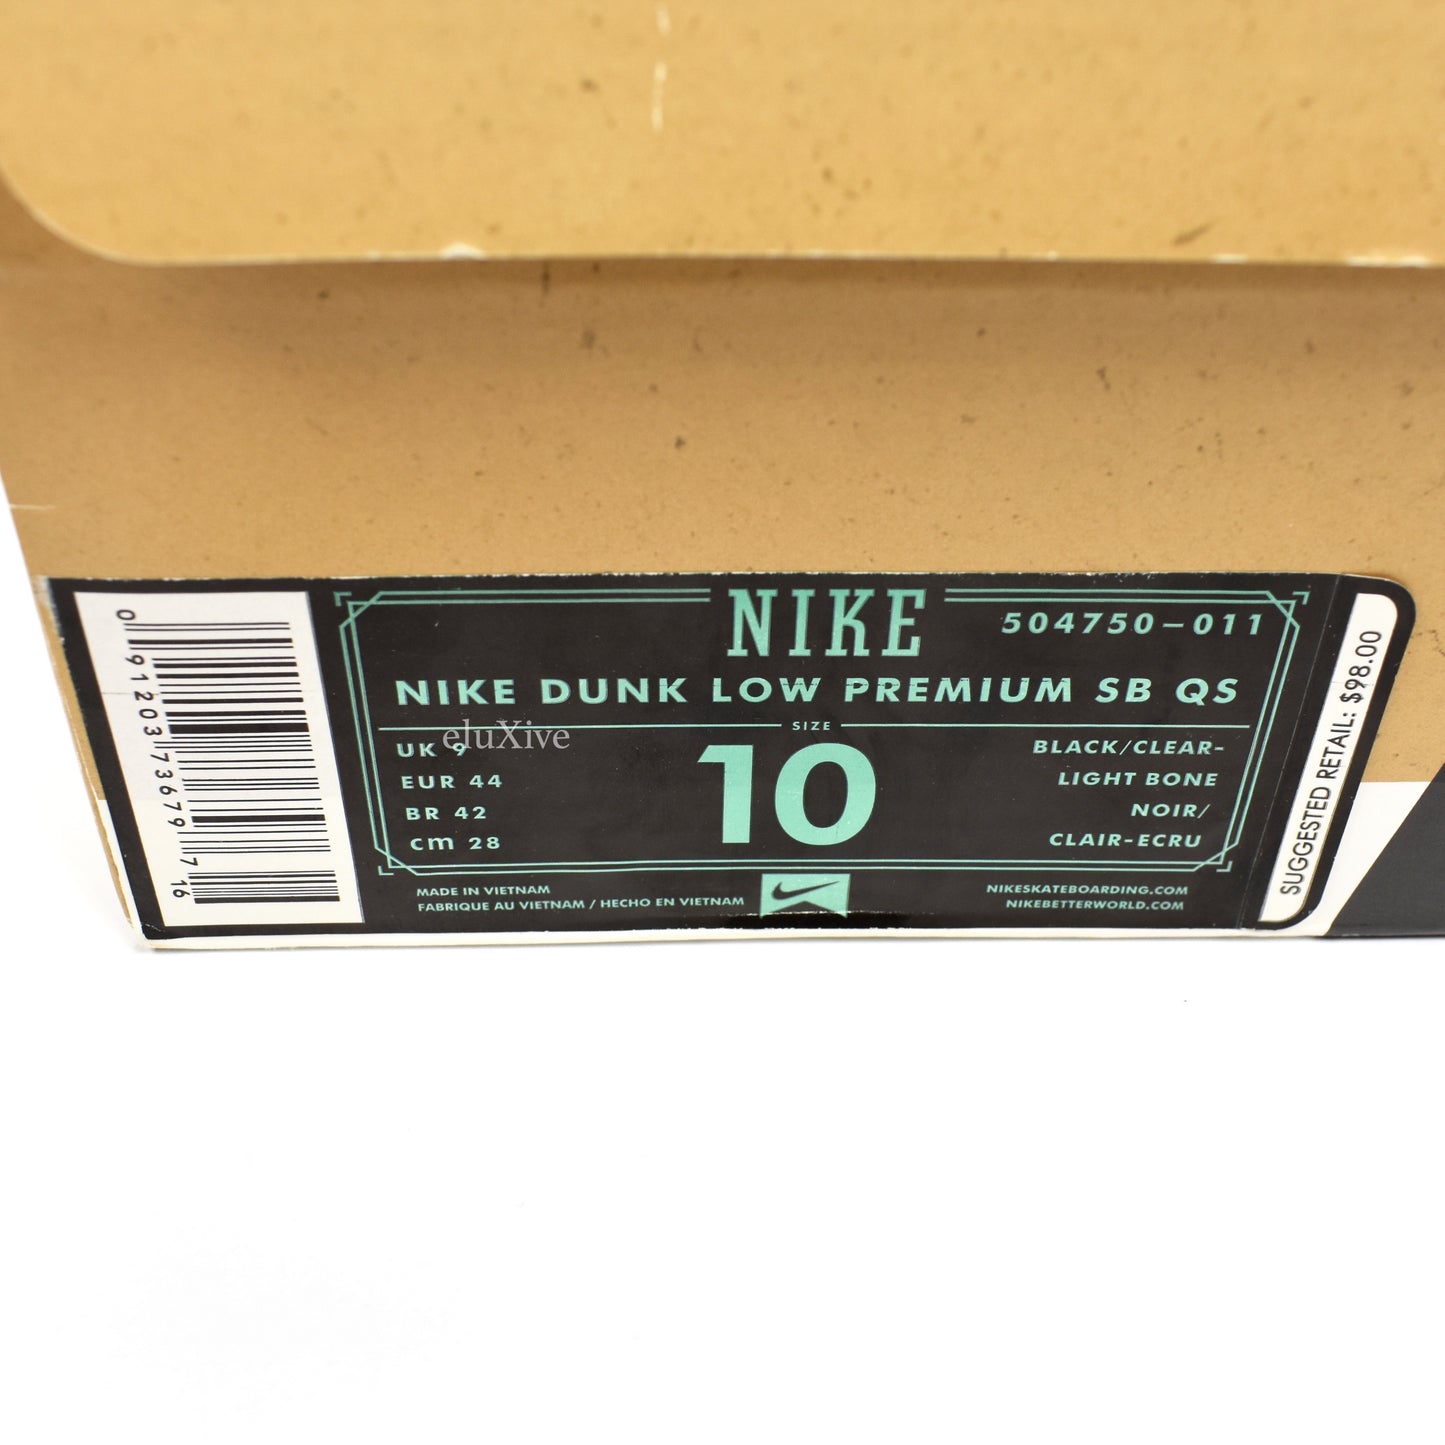 NIKE
504750-011
NIKE DUNK LOW PREMIUM SB QS
SIZE
10
UK 9
EUR 44
BR 42
cm 28
BLACK/CLEAR-
LIGHT BONE
NOIR/
CLAIR-ECRU
MADE IN VIETNAM
FABRIQUE AU VIETNAM / HECHO EN VIETNAM
NIKESKATEBOARDING.COM
NIKEBETTERWORLD.COM
0 91203 73679 7
16
SUGGESTED RETAIL: $98.00
eluXive